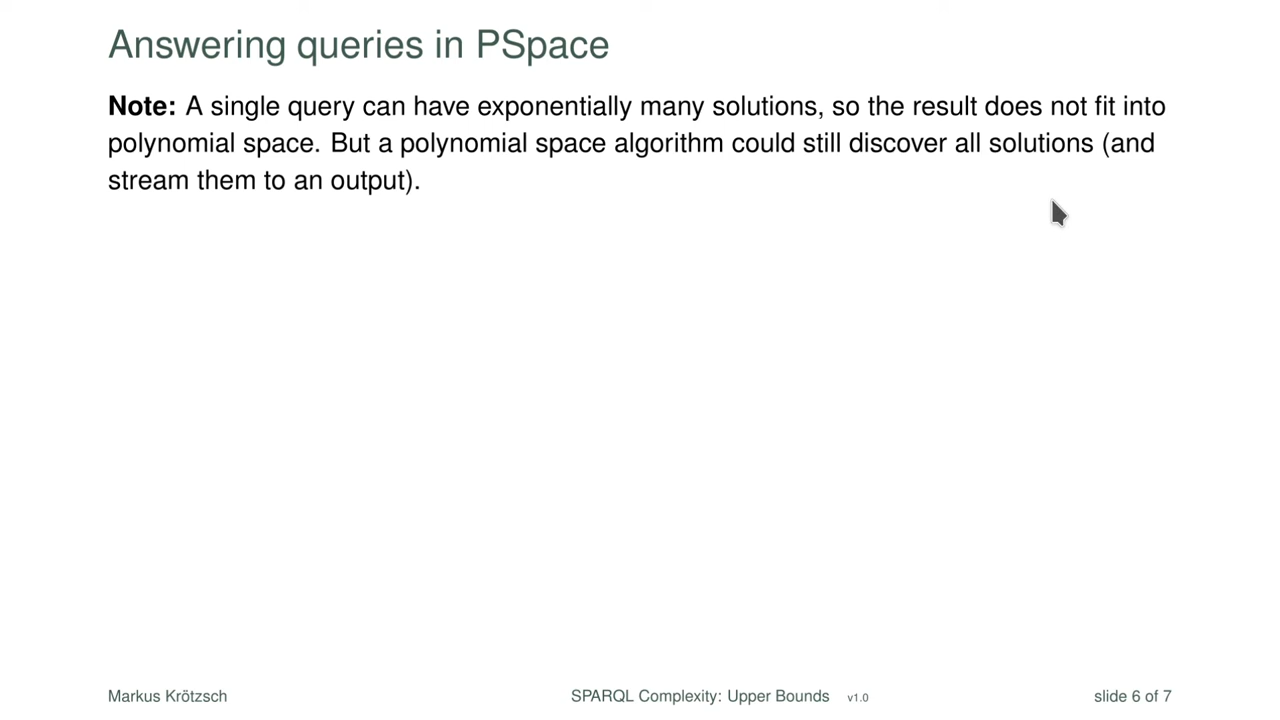 Answering queries in PSpace
Note: A single query can have exponentially many solutions, so the result does not fit into
polynomial space. But a polynomial space algorithm could still discover all solutions (and
stream them to an output).
Markus Krötzsch SPARQL Complexity: Upper Bounds v1.0 slide 6 of 7